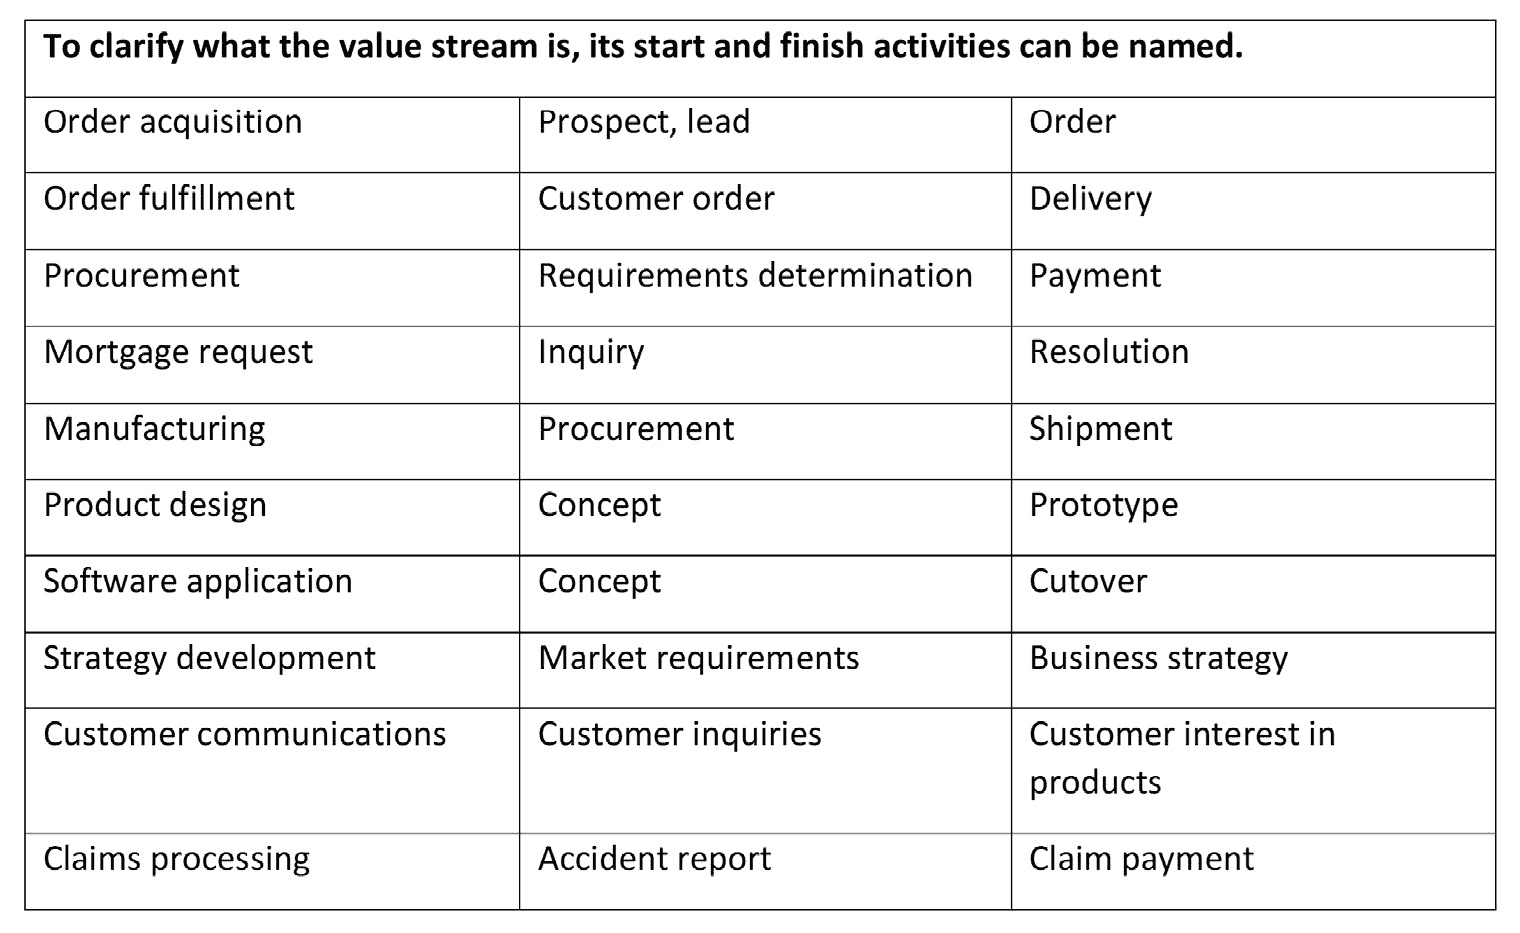 To clarify what the value stream is, its start and finish activities can be named.
Order acquisition Prospect, lead Order
Order fulfillment Customer order Delivery
Procurement Requirements determination Payment
Mortgage request Inquiry Resolution
Manufacturing Procurement Shipment
Product design Concept Prototype
Software application Concept Cutover
Strategy development Market requirements Business strategy
Customer communications Customer inquiries Customer interest in
products
Claims processing Accident report Claim payment